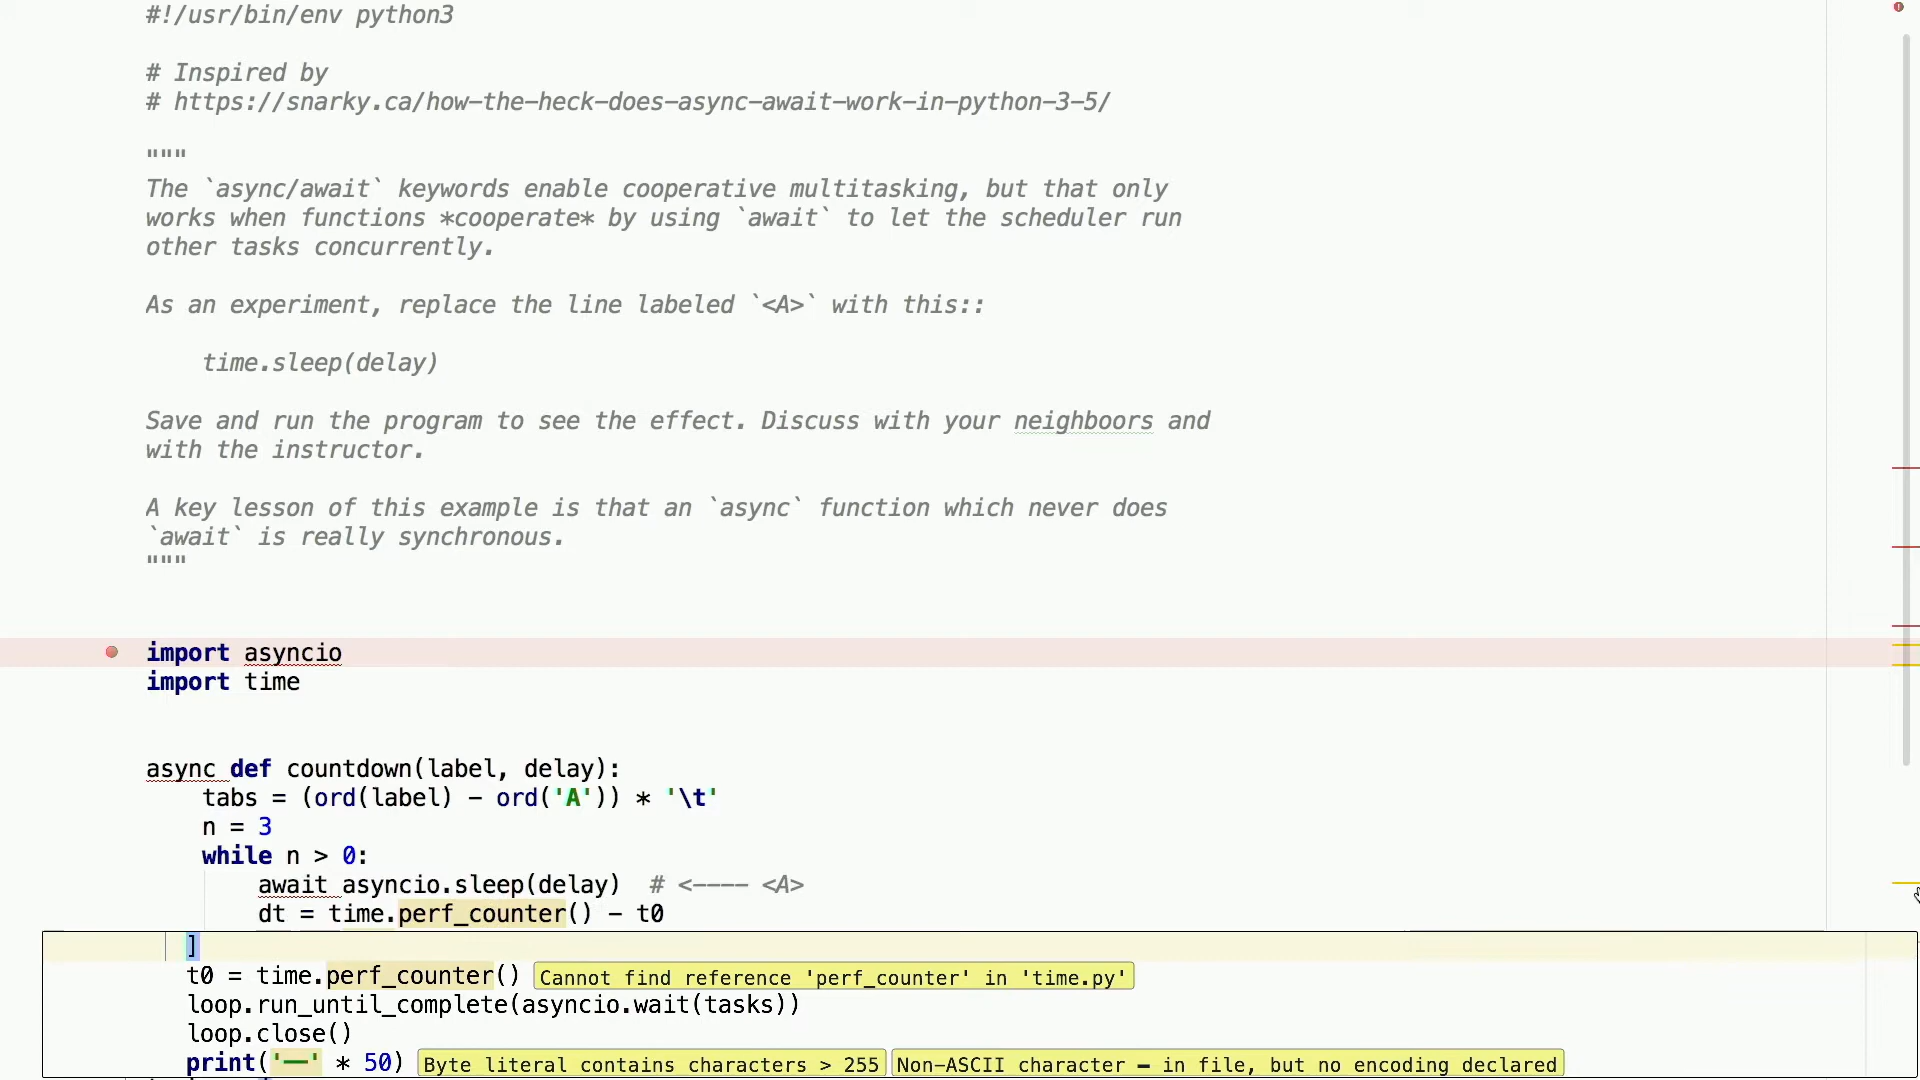 #!/usr/bin/env python3
# Inspired by
# https://snarky.ca/how-the-heck-does-async-await-work-in-python-3-5/
"""
The `async/await` keywords enable cooperative multitasking, but that only
works when functions *cooperate* by using `await` to let the scheduler run
other tasks concurrently.
As an experiment, replace the line labeled `<A>` with this::
time.sleep(delay)
Save and run the program to see the effect. Discuss with your neighboors and
with the instructor.
A key lesson of this example is that an `async` function which never does
`await` is really synchronous.
"""
import asyncio
import time
async def countdown(label, delay):
tabs = (ord(label) - ord('A')) * '\t'
n = 3
while n > 0:
await asyncio.sleep(delay)  # <---- <A>
dt = time.perf_counter() - t0
]
t0 = time.perf_counter() Cannot find reference 'perf_counter' in 'time.py'
loop.run_until_complete(asyncio.wait(tasks))
loop.close()
print('━' * 50) Byte literal contains characters > 255 Non-ASCII character ━ in file, but no encoding declared